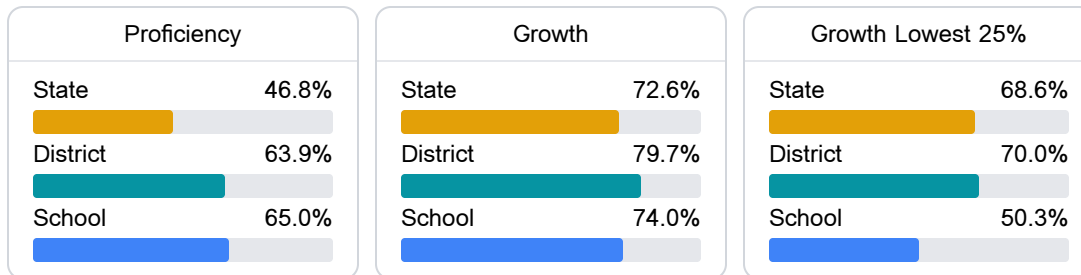 Proficiency
State 46.8%
District 63.9%
School 65.0%
Growth
State 72.6%
District 79.7%
School 74.0%
Growth Lowest 25%
State 68.6%
District 70.0%
School 50.3%